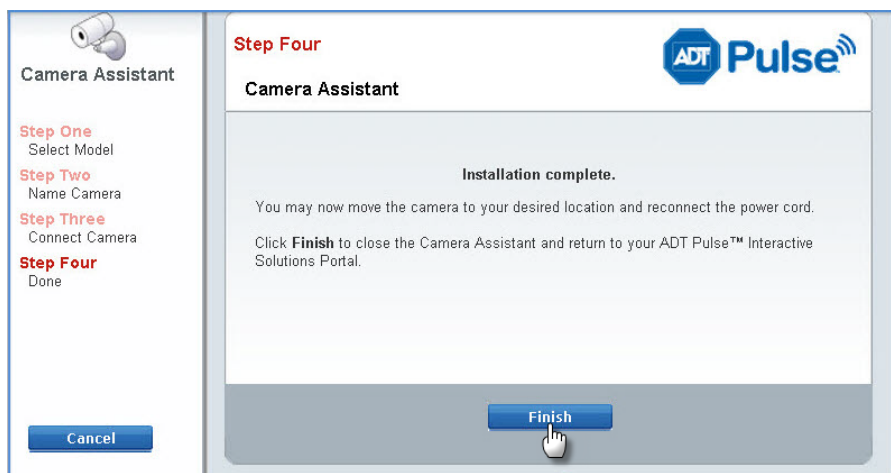 Camera Assistant
Step One
Select Model
Step Two
Name Camera
Step Three
Connect Camera
Step Four
Done
Cancel
Step Four
ADT Pulse
Camera Assistant
Installation complete.
You may now move the camera to your desired location and reconnect the power cord.
Click Finish to close the Camera Assistant and return to your ADT Pulse™ Interactive
Solutions Portal.
Finish